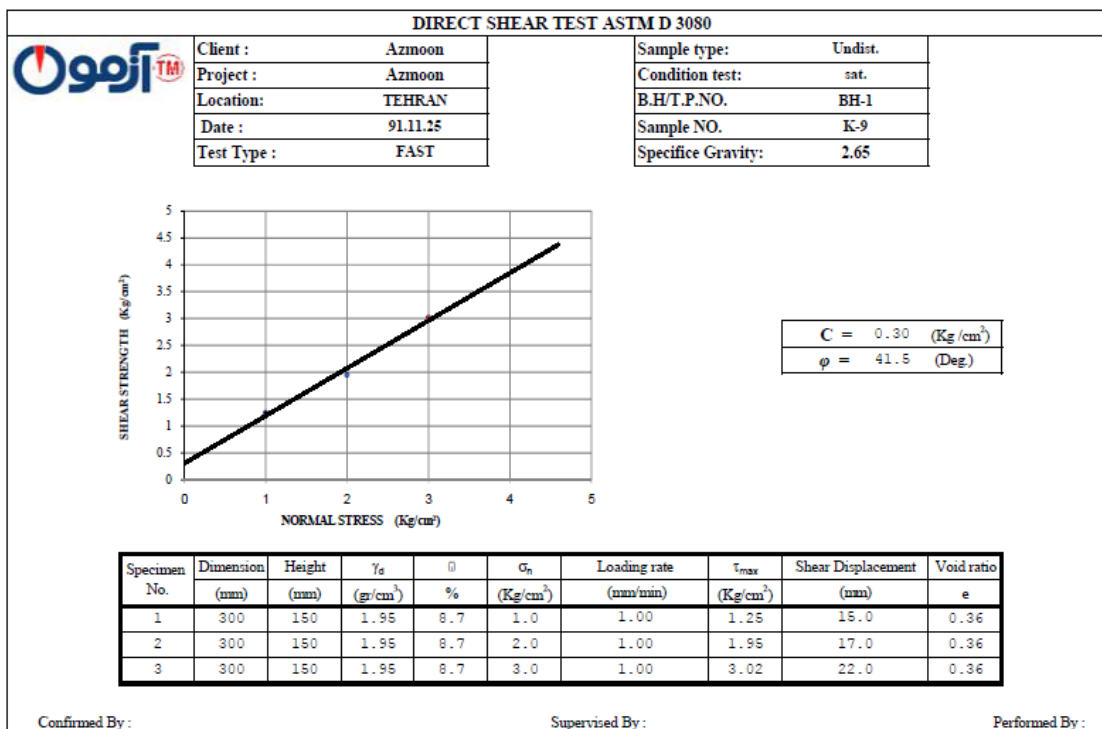 DIRECT SHEAR TEST ASTM D 3080
آزمون TM
Client : Azmoon
Project : Azmoon
Location: TEHRAN
Date : 91.11.25
Test Type : FAST
Sample type: Undist.
Condition test: sat.
B.H/T.P.NO. BH-1
Sample NO. K-9
Specifice Gravity: 2.65
SHEAR STRENGTH (Kg/cm²)
5
4.5
4
3.5
3
2.5
2
1.5
1
0.5
0
0 1 2 3 4 5
NORMAL STRESS (Kg/cm²)
C = 0.30 (Kg /cm²)
φ = 41.5 (Deg.)
Specimen No. Dimension Height γd σn Loading rate τmax Shear Displacement Void ratio
(mm) (mm) (gr/cm³) % (Kg/cm²) (mm/min) (Kg/cm²) (mm) e
1 300 150 1.95 8.7 1.0 1.00 1.25 15.0 0.36
2 300 150 1.95 8.7 2.0 1.00 1.95 17.0 0.36
3 300 150 1.95 8.7 3.0 1.00 3.02 22.0 0.36
Confirmed By : Supervised By : Performed By :